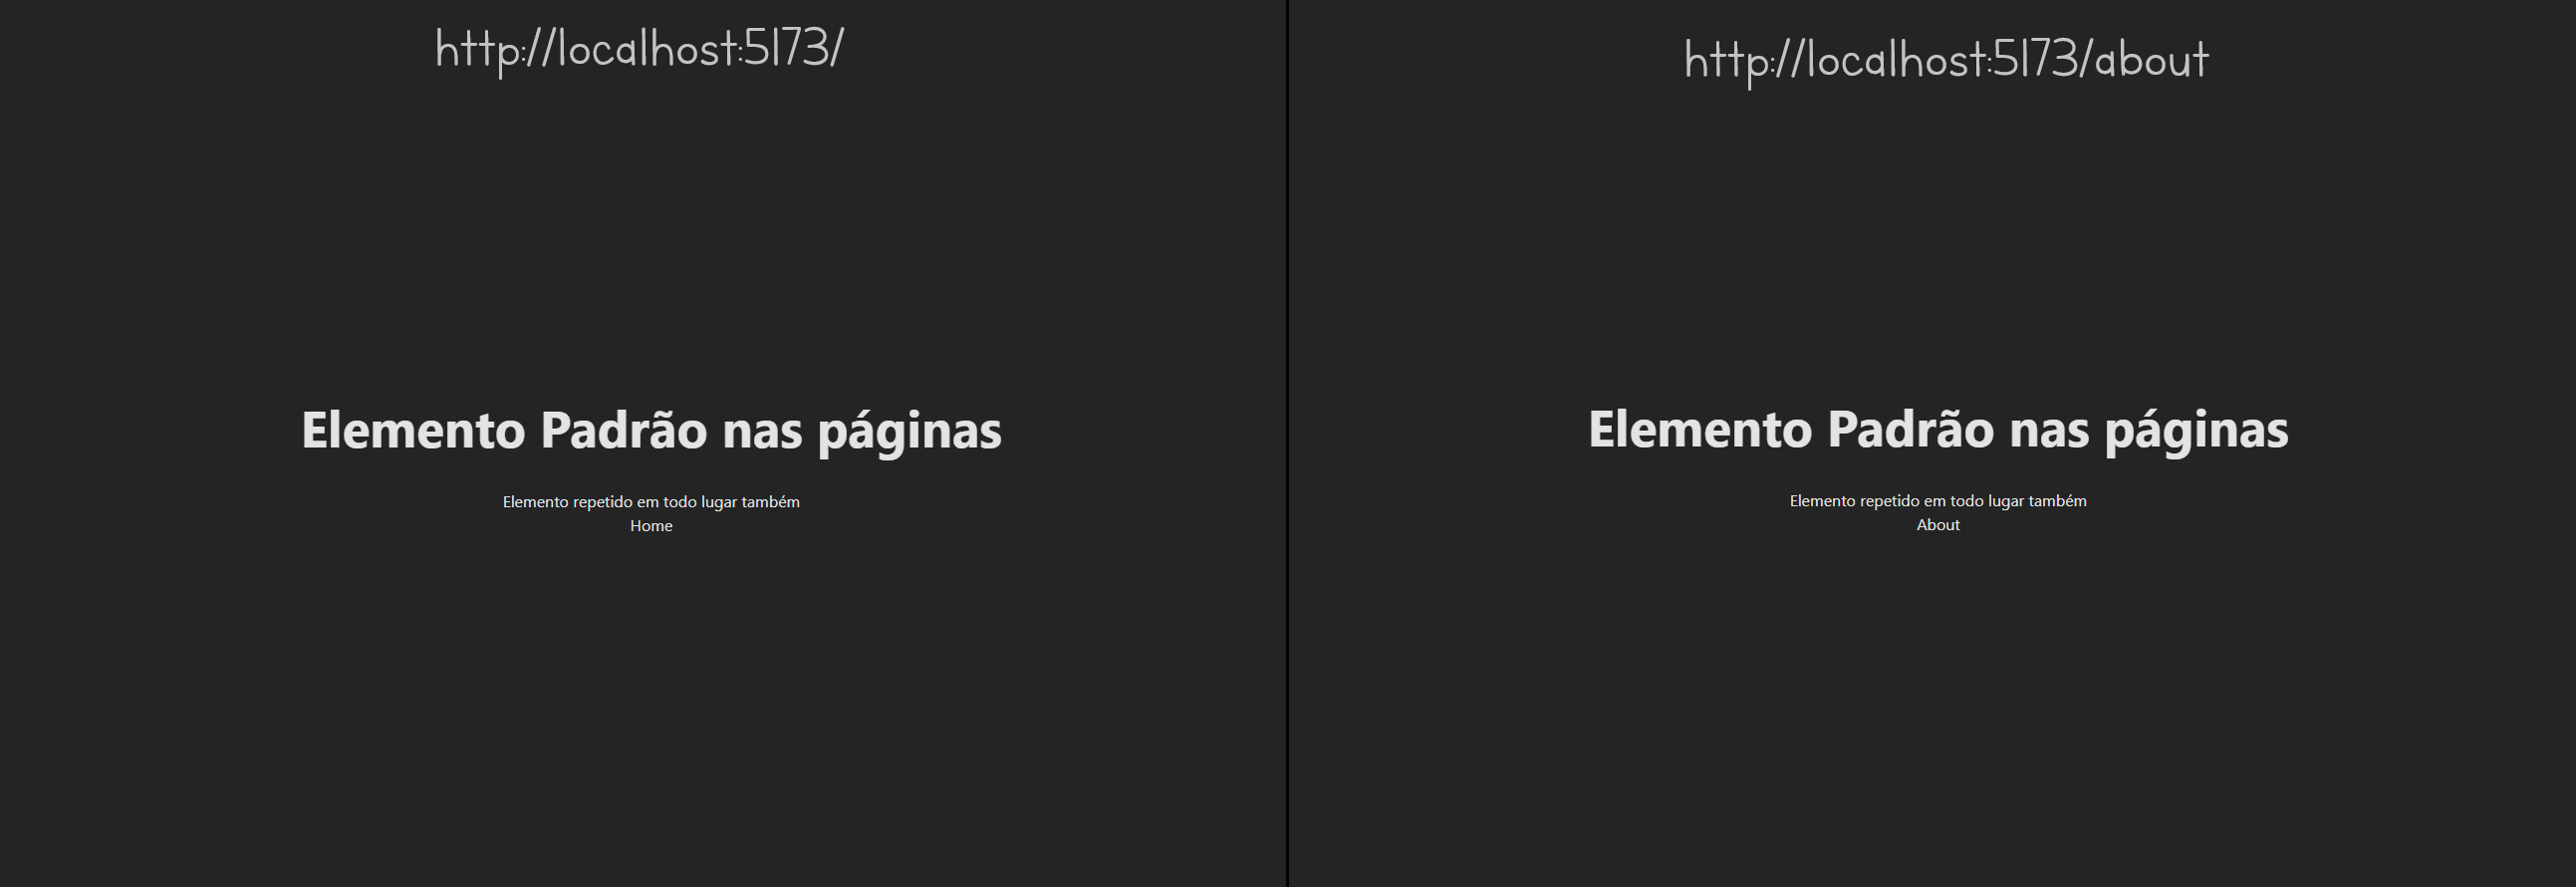 http://localhost:5173/
Elemento Padrão nas páginas
Elemento repetido em todo lugar também
Home
http://localhost:5173/about
Elemento Padrão nas páginas
Elemento repetido em todo lugar também
About